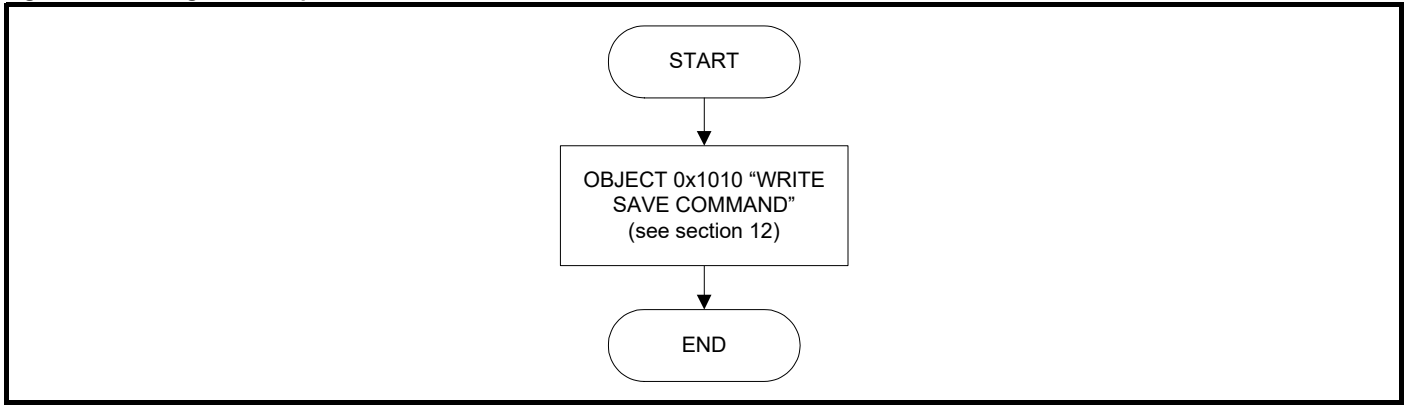 START
OBJECT 0x1010 “WRITE
SAVE COMMAND”
(see section 12)
END